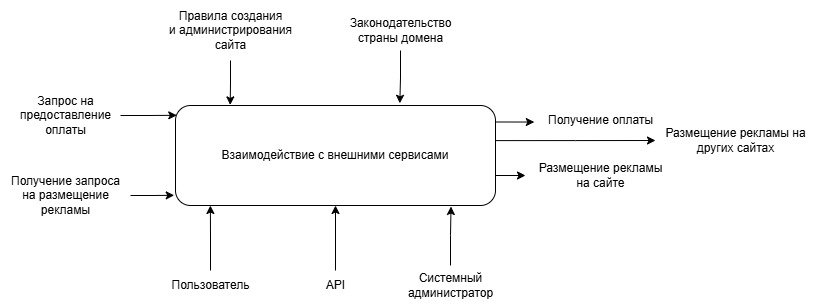 Правила создания
и администрирования
сайта
Законодательство
страны домена
Запрос на
предоставление
оплаты
Получение запроса
на размещение
рекламы
Взаимодействие с внешними сервисами
Получение оплаты
Размещение рекламы на
других сайтах
Размещение рекламы
на сайте
Пользователь
API
Системный
администратор